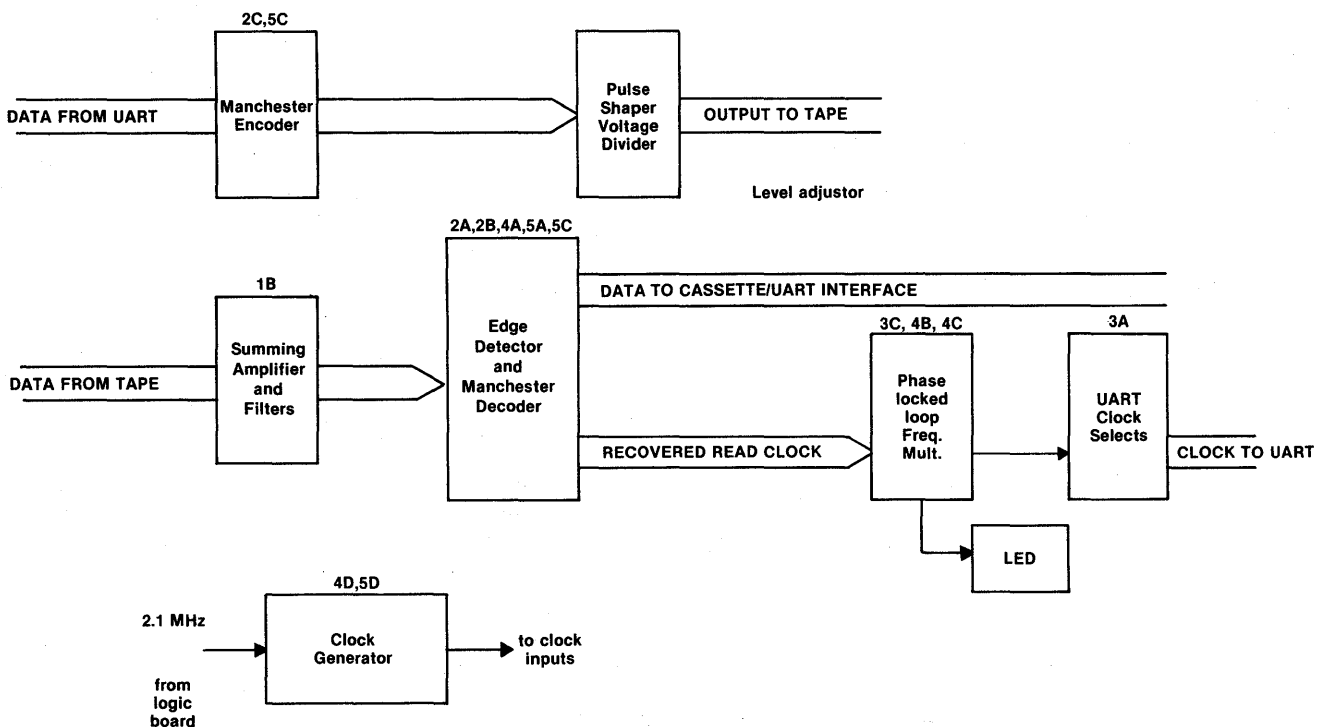 2C,5C
DATA FROM UART
Manchester
Encoder
Pulse
Shaper
Voltage
Divider
OUTPUT TO TAPE
Level adjustor
2A,2B,4A,5A,5C
1B
DATA FROM TAPE
Summing
Amplifier
and
Filters
Edge
Detector
and
Manchester
Decoder
DATA TO CASSETTE/UART INTERFACE
RECOVERED READ CLOCK
3C, 4B, 4C
Phase
locked
loop
Freq.
Mult.
3A
UART
Clock
Selects
CLOCK TO UART
LED
4D,5D
2.1 MHz
from
logic
board
Clock
Generator
to clock
inputs